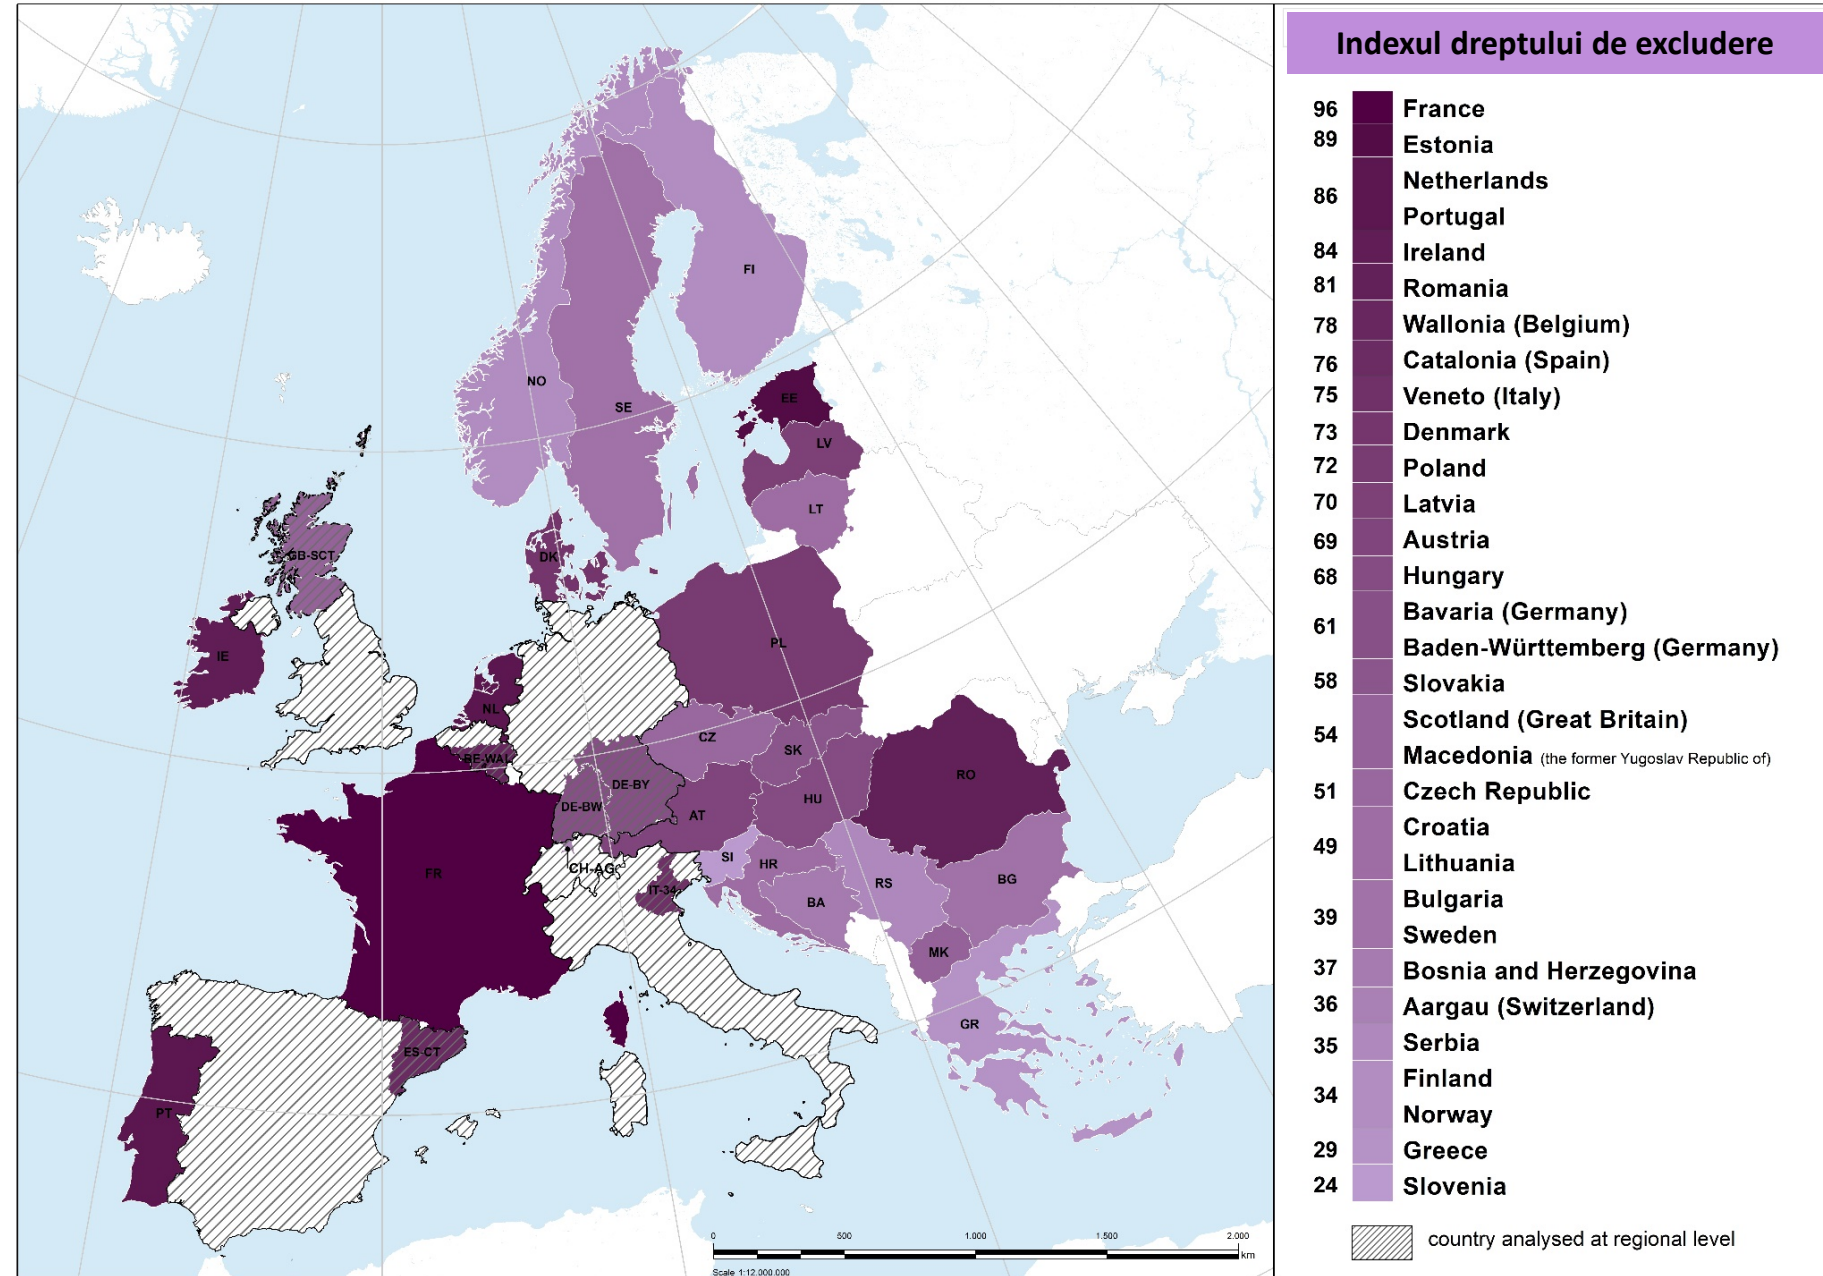 Indexul dreptului de excludere
96 France
89 Estonia
86 Netherlands
Portugal
84 Ireland
81 Romania
78 Wallonia (Belgium)
76 Catalonia (Spain)
75 Veneto (Italy)
73 Denmark
72 Poland
70 Latvia
69 Austria
68 Hungary
61 Bavaria (Germany)
Baden-Württemberg (Germany)
58 Slovakia
54 Scotland (Great Britain)
Macedonia (the former Yugoslav Republic of)
51 Czech Republic
49 Croatia
Lithuania
39 Bulgaria
Sweden
37 Bosnia and Herzegovina
36 Aargau (Switzerland)
35 Serbia
34 Finland
Norway
29 Greece
24 Slovenia
country analysed at regional level
FI
NO
SE
EE
LV
LT
GB-SCT
DK
IE
PL
NL
CZ
SK
BE-WAL
RO
DE-BY
DE-BW
HU
AT
SI
HR
FR
CH-AG
IT-34
RS
BG
BA
MK
GR
ES-CT
PT
0 500 1.000 1.500 2.000
km
Scale 1:12.000.000